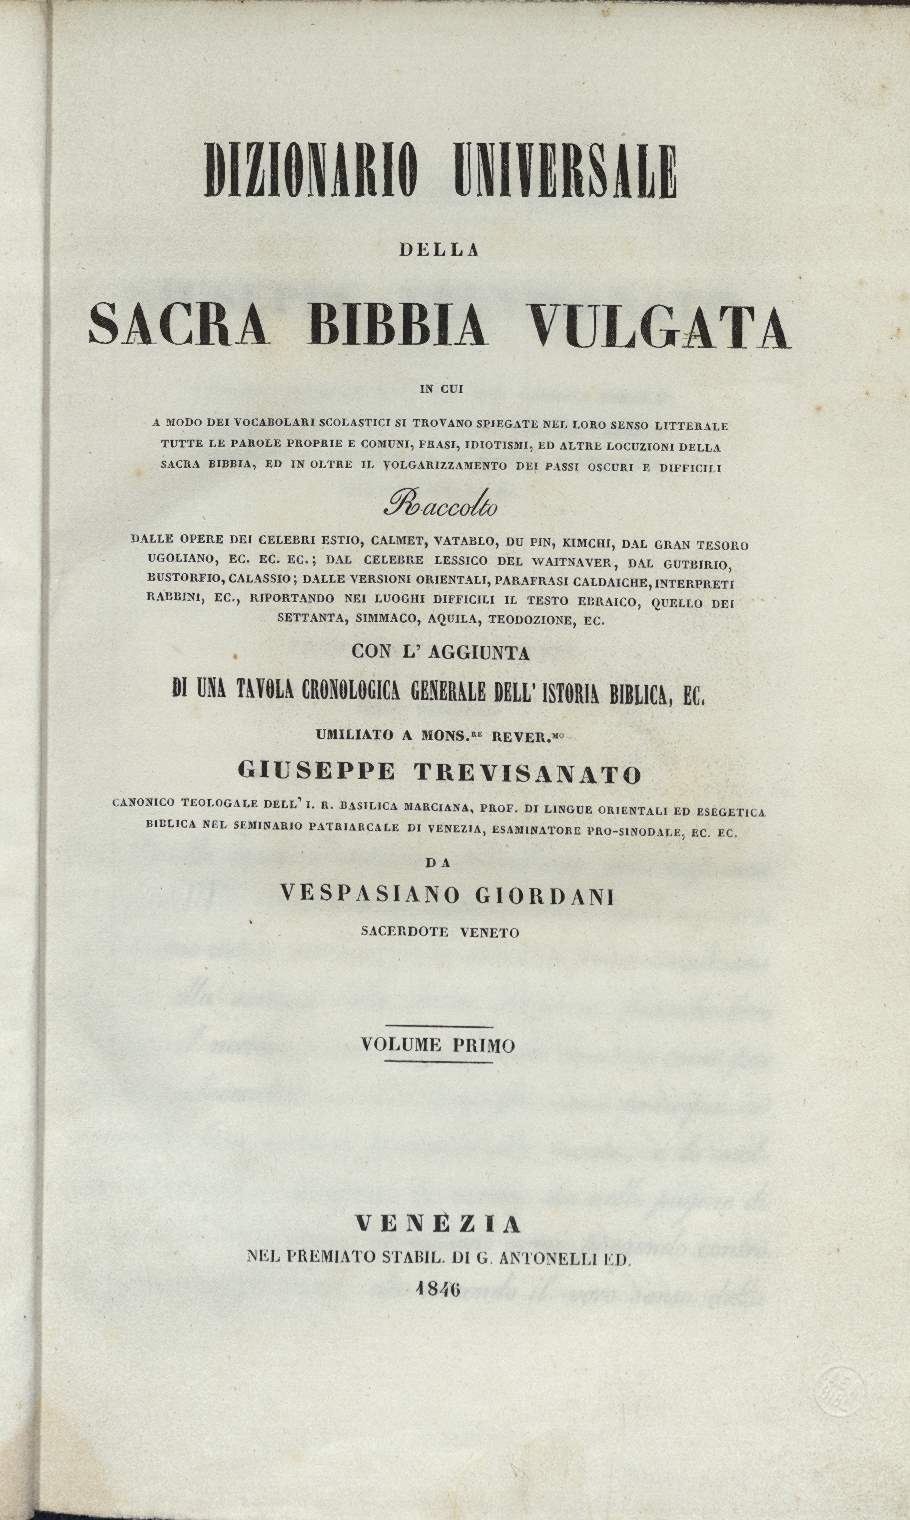 DIZIONARIO UNIVERSALE
DELLA
SACRA BIBBIA VULGATA
IN CUI
A MODO DEI VOCABOLARI SCOLASTICI SI TROVANO SPIEGATE NEL LORO SENSO LITTERALE
TUTTE LE PAROLE PROPRIE E COMUNI, FRASI, IDIOTISMI, ED ALTRE LOCUZIONI DELLA
SACRA BIBBIA, ED IN OLTRE IL VOLGARIZZAMENTO DEI PASSI OSCURI E DIFFICILI
Raccolto
DALLE OPERE DEI CELEBRI ESTIO, CALMET, VATABLO, DU PIN, KIMCHI, DAL GRAN TESORO
UGOLIANO, EC. EC. EC.; DAL CELEBRE LESSICO DEL WAITNAVER, DAL GUTBIRIO,
BUSTORFIO, CALASSIO; DALLE VERSIONI ORIENTALI, PARAFRASI CALDAICHE, INTERPRETI
RABBINI, EC., RIPORTANDO NEI LUOGHI DIFFICILI IL TESTO EBRAICO, QUELLO DEI
SETTANTA, SIMMACO, AQUILA, TEODOZIONE, EC.
CON L' AGGIUNTA
DI UNA TAVOLA CRONOLOGICA GENERALE DELL' ISTORIA BIBLICA, EC.
UMILIATO A MONS.RE REVER.MO
GIUSEPPE TREVISANATO
CANONICO TEOLOGALE DELL' I. R. BASILICA MARCIANA, PROF. DI LINGUE ORIENTALI ED ESEGETICA
BIBLICA NEL SEMINARIO PATRIARCALE DI VENEZIA, ESAMINATORE PRO-SINODALE, EC. EC.
DA
VESPASIANO GIORDANI
SACERDOTE VENETO
VOLUME PRIMO
VENEZIA
NEL PREMIATO STABIL. DI G. ANTONELLI ED.
1846